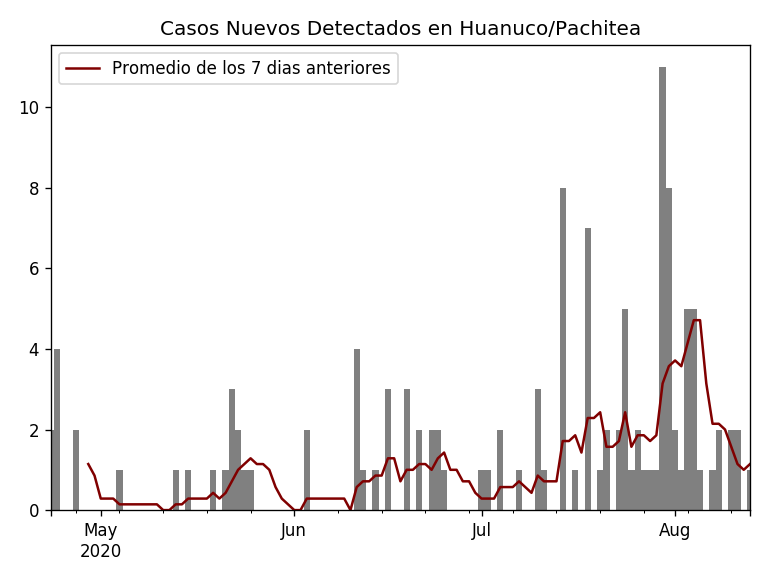 Casos Nuevos Detectados en Huanuco/Pachitea
Promedio de los 7 dias anteriores
10
8
6
4
2
0
May Jun Jul Aug
2020